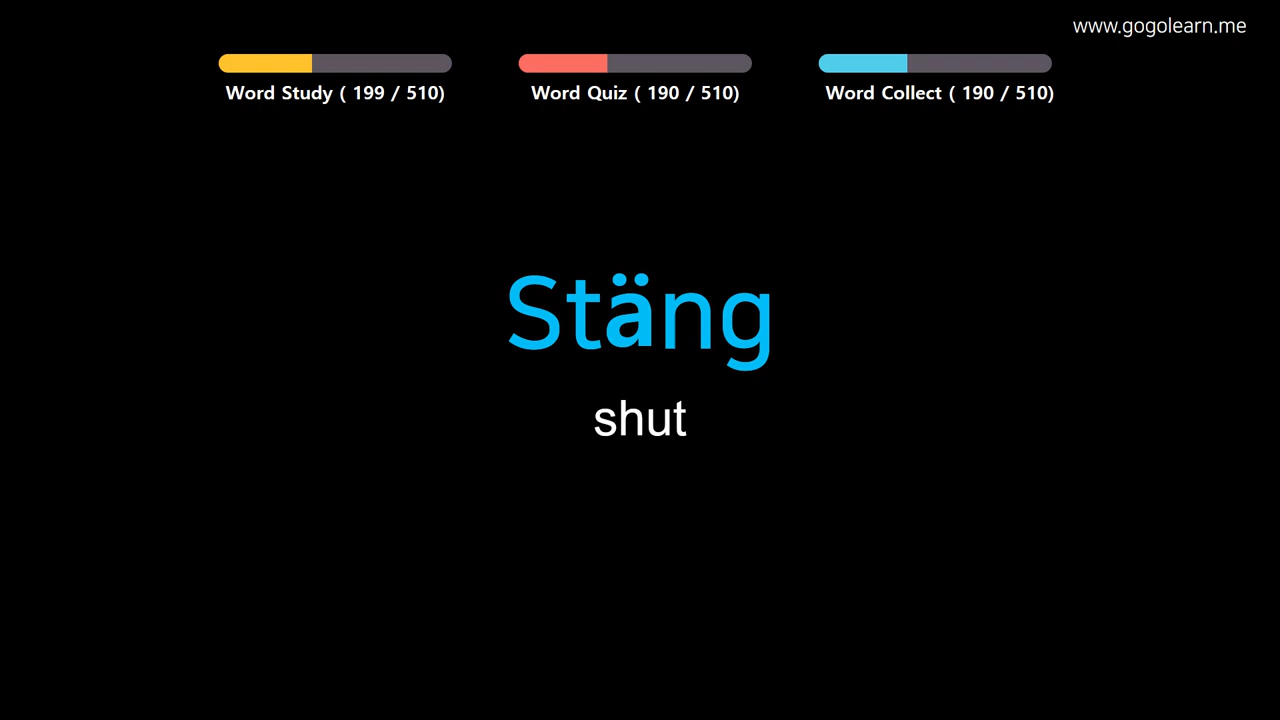 www.gogolearn.me
Word Study ( 199 / 510)
Word Quiz ( 190 / 510)
Word Collect ( 190 / 510)
Stäng
shut